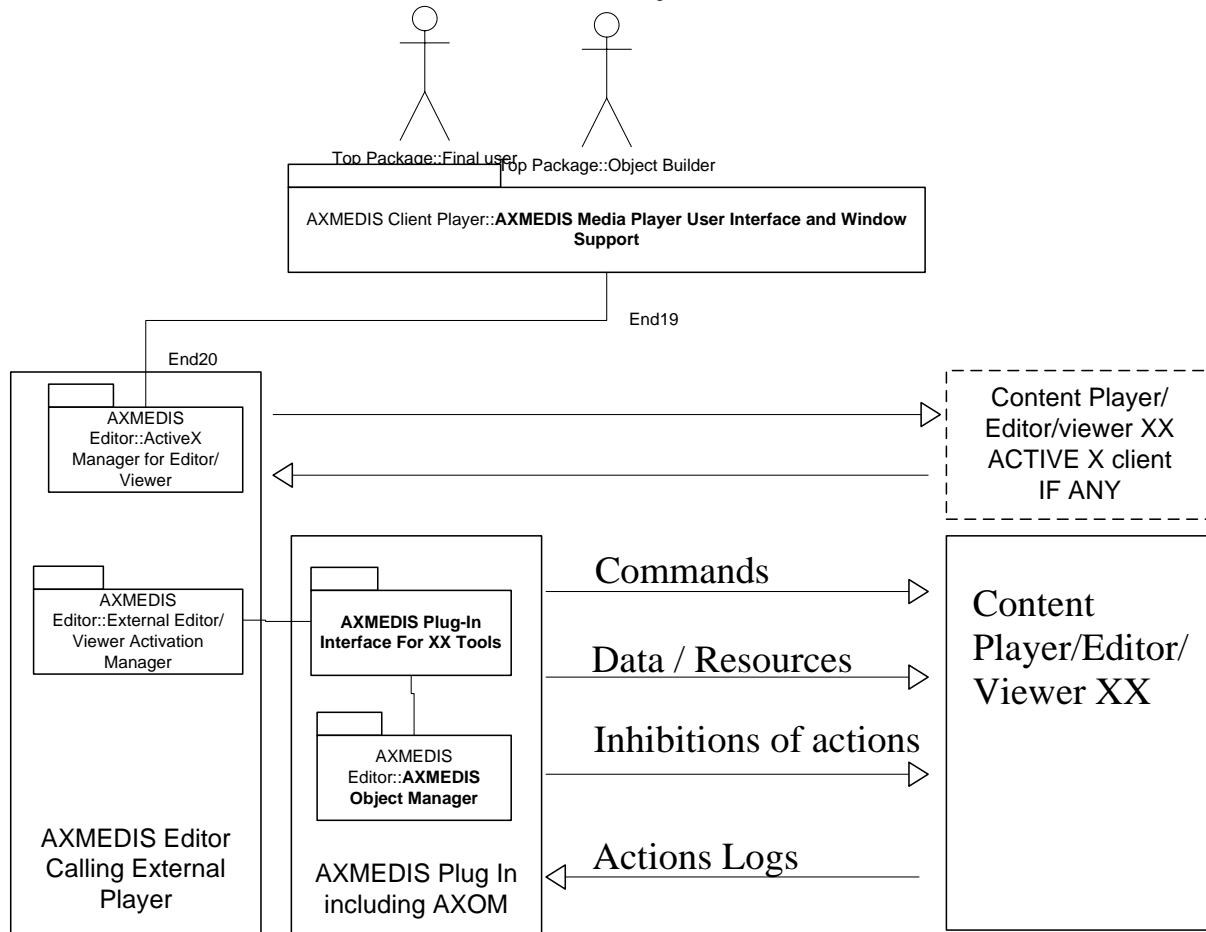 Top Package::Final user
Top Package::Object Builder
AXMEDIS Client Player::AXMEDIS Media Player User Interface and Window
Support
End19
End20
AXMEDIS
Editor::ActiveX
Manager for Editor/
Viewer
Content Player/
Editor/viewer XX
ACTIVE X client
IF ANY
AXMEDIS
Editor::External Editor/
Viewer Activation
Manager
AXMEDIS Plug-In
Interface For XX Tools
AXMEDIS
Editor::AXMEDIS
Object Manager
Commands
Data / Resources
Inhibitions of actions
Actions Logs
Content
Player/Editor/
Viewer XX
AXMEDIS Editor
Calling External
Player
AXMEDIS Plug In
including AXOM